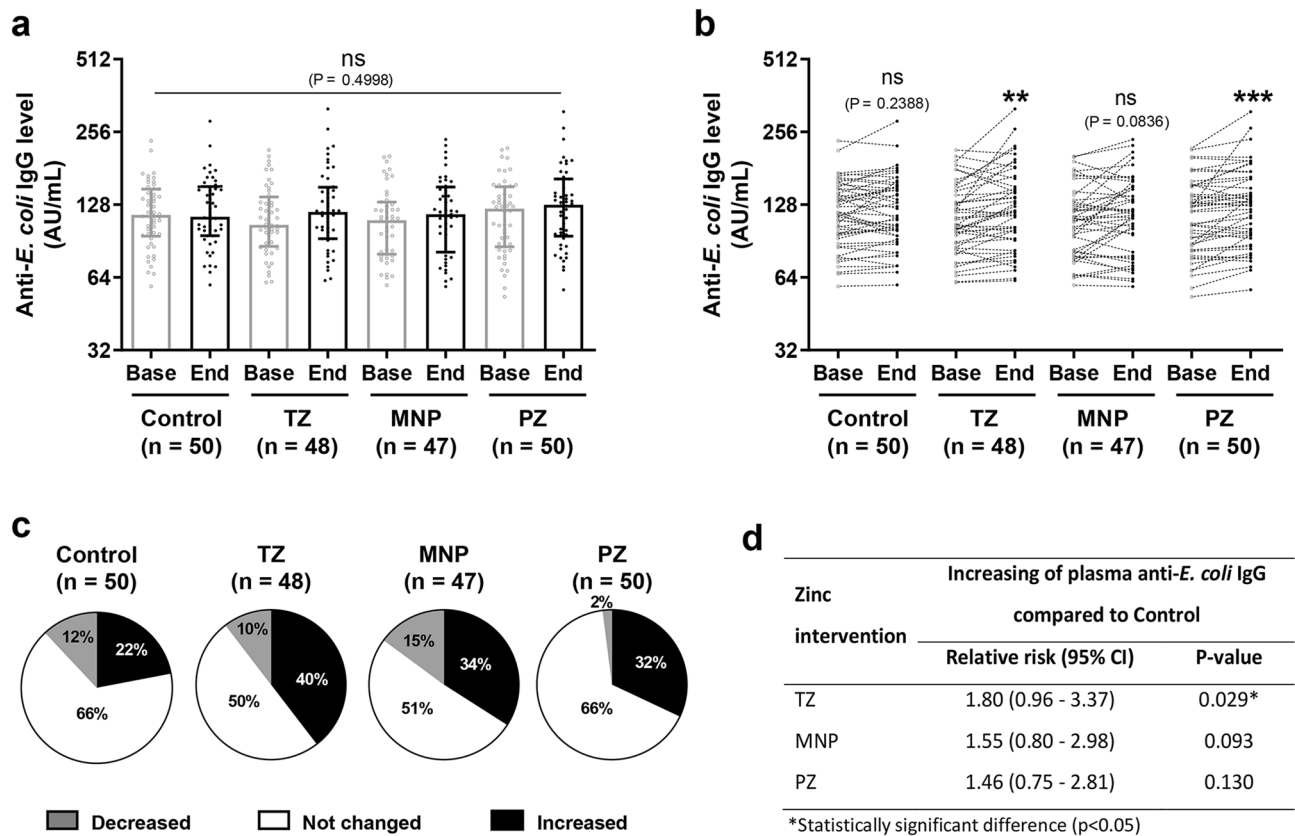 a
Anti-E. coli IgG level
(AU/mL)
512
256
128
64
32
ns
(P = 0.4998)
Base End Base End Base End Base End
Control TZ MNP PZ
(n = 50) (n = 48) (n = 47) (n = 50)
b
Anti-E. coli IgG level
(AU/mL)
512
256
128
64
32
ns
(P = 0.2388)
**
ns
(P = 0.0836)
***
Base End Base End Base End Base End
Control TZ MNP PZ
(n = 50) (n = 48) (n = 47) (n = 50)
c
Control
(n = 50)
12%
22%
66%
TZ
(n = 48)
10%
40%
50%
MNP
(n = 47)
15%
34%
51%
PZ
(n = 50)
2%
32%
66%
Decreased Not changed Increased
d
Zinc
intervention
Increasing of plasma anti-E. coli IgG
compared to Control
Relative risk (95% CI) P-value
TZ 1.80 (0.96 - 3.37) 0.029*
MNP 1.55 (0.80 - 2.98) 0.093
PZ 1.46 (0.75 - 2.81) 0.130
*Statistically significant difference (p<0.05)